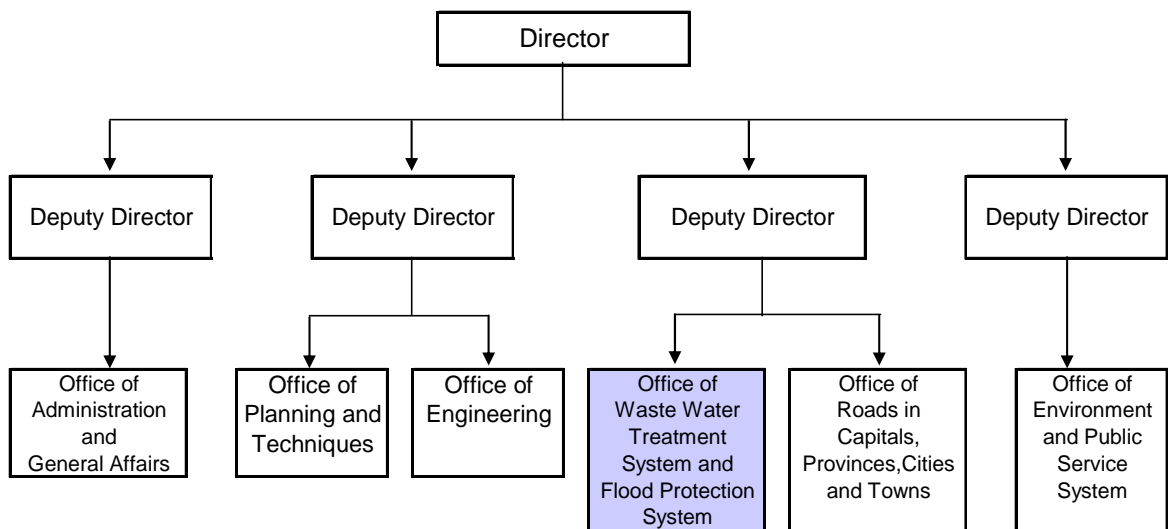 Director
Deputy Director
Deputy Director
Deputy Director
Deputy Director
Office of
Administration
and
General Affairs
Office of
Planning and
Techniques
Office of
Engineering
Office of
Waste Water
Treatment
System and
Flood Protection
System
Office of
Roads in
Capitals,
Provinces,Cities
and Towns
Office of
Environment
and Public
Service
System